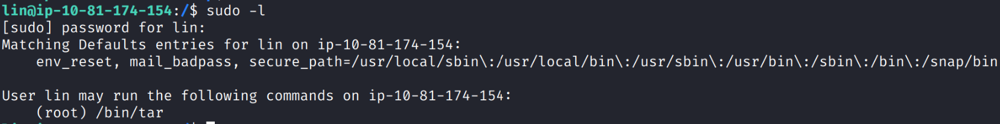 lin@ip-10-81-174-154:/$ sudo -l
[sudo] password for lin:
Matching Defaults entries for lin on ip-10-81-174-154:
    env_reset, mail_badpass, secure_path=/usr/local/sbin\:/usr/local/bin\:/usr/sbin\:/usr/bin\:/sbin\:/bin\:/snap/bin

User lin may run the following commands on ip-10-81-174-154:
    (root) /bin/tar